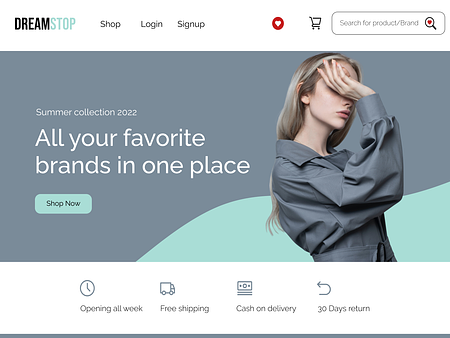 DREAMSTOP
Shop
Login
Signup
Search for product/Brand
Summer collection 2022
All your favorite
brands in one place
Shop Now
Opening all week
Free shipping
Cash on delivery
30 Days return